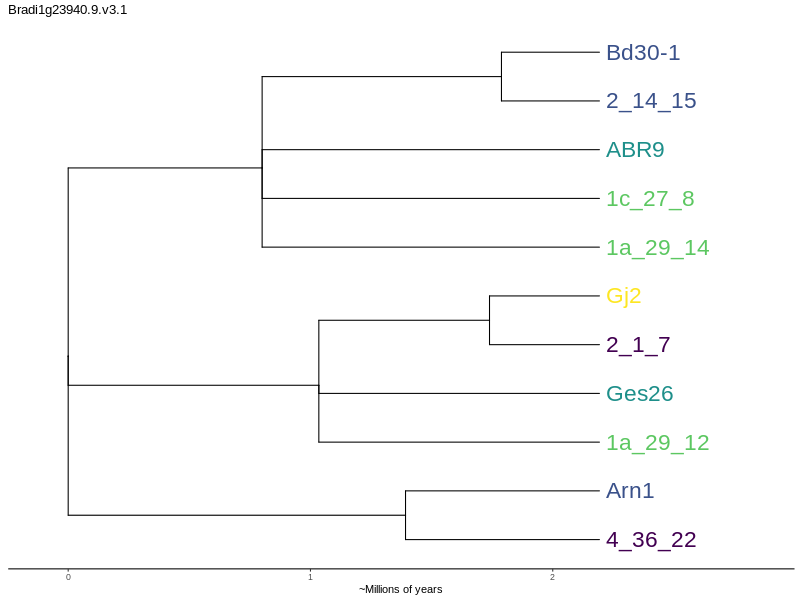 Bradi1g23940.9.v3.1
Bd30-1
2_14_15
ABR9
1c_27_8
1a_29_14
Gj2
2_1_7
Ges26
1a_29_12
Arn1
4_36_22
0 1 2
~Millions of years